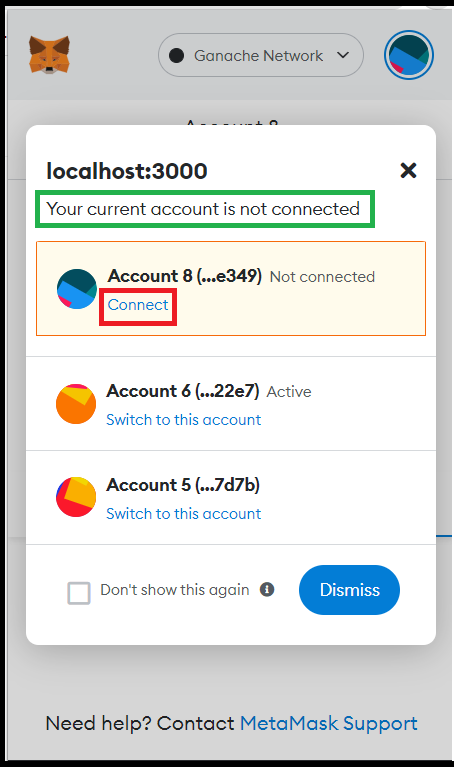 Ganache Network
Account 8
localhost:3000
Your current account is not connected
Account 8 (...e349) Not connected
Connect
Account 6 (...22e7) Active
Switch to this account
Account 5 (...7d7b)
Switch to this account
Don't show this again
Dismiss
Need help? Contact MetaMask Support